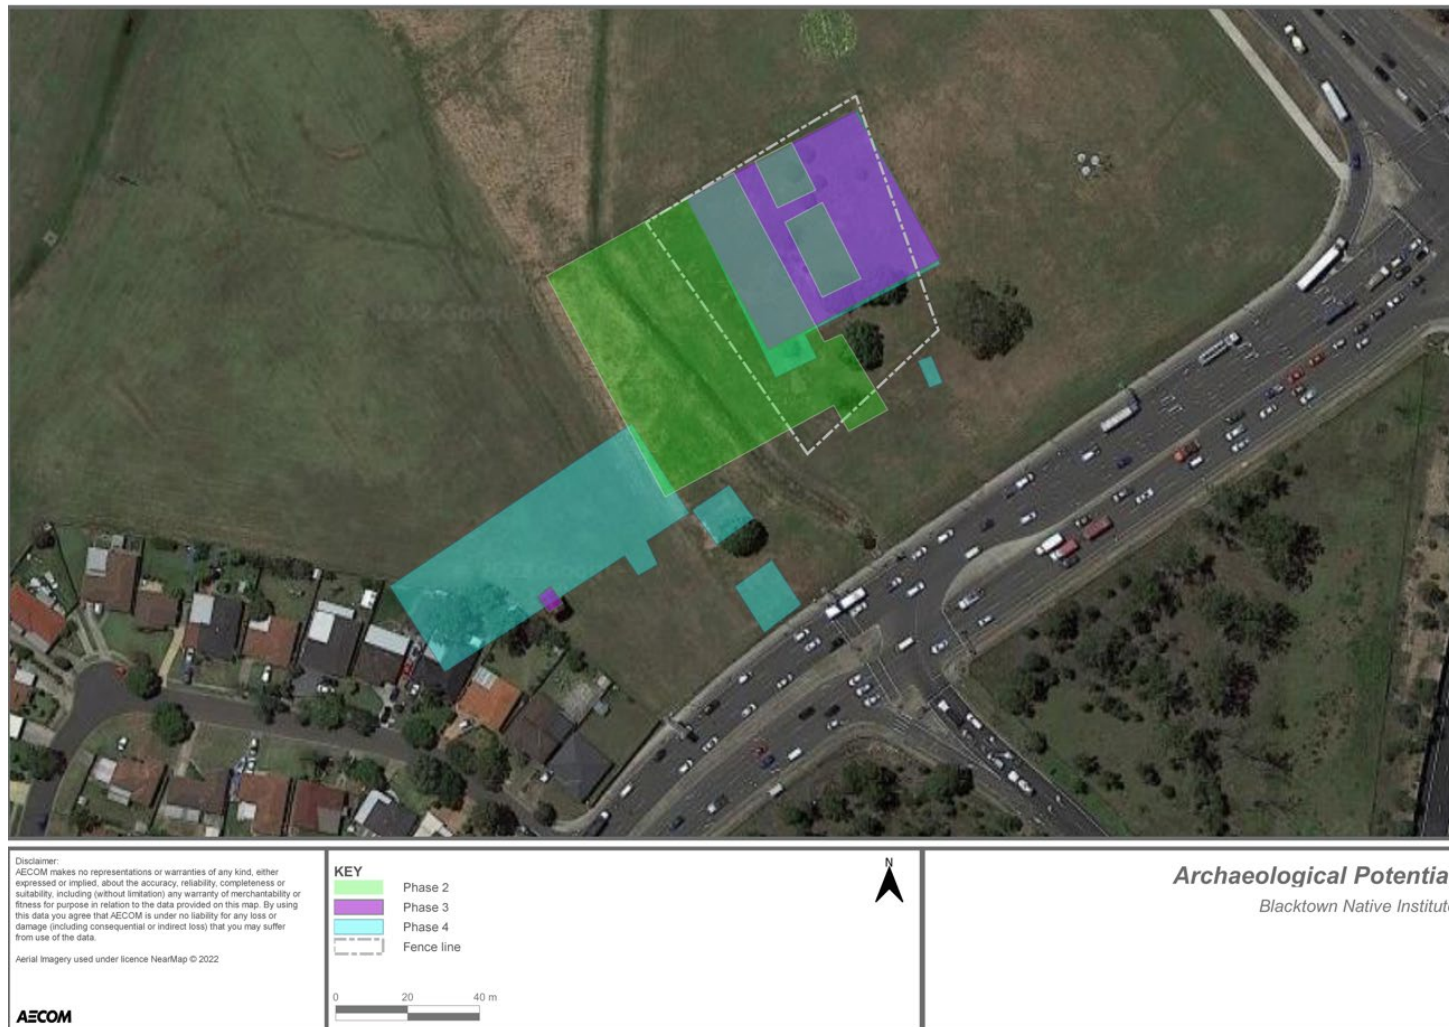 2022 Google
Disclaimer:
AECOM makes no representations or warranties of any kind, either
expressed or implied, about the accuracy, reliability, completeness or
suitability, including (without limitation) any warranty of merchantability or
fitness for purpose in relation to the data provided on this map. By using
this data you agree that AECOM is under no liability for any loss or
damage (including consequential or indirect loss) that you may suffer
from use of the data.
Aerial Imagery used under licence NearMap © 2022
AECOM
KEY
Phase 2
Phase 3
Phase 4
Fence line
0 20 40 m
N
Archaeological Potentia
Blacktown Native Institut